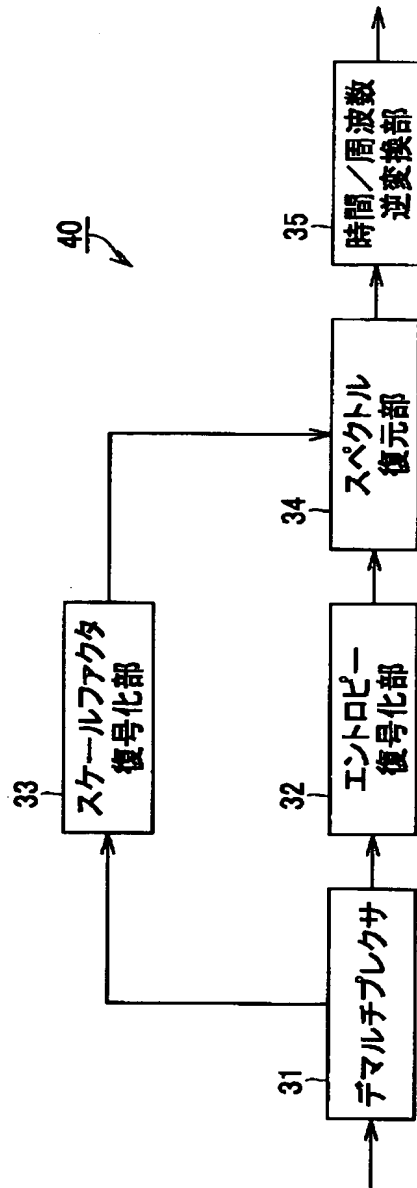 40
33
スケールファクタ
復号化部
31
デマルチプレクサ
32
エントロピー
復号化部
34
スペクトル
復元部
35
時間／周波数
逆変換部